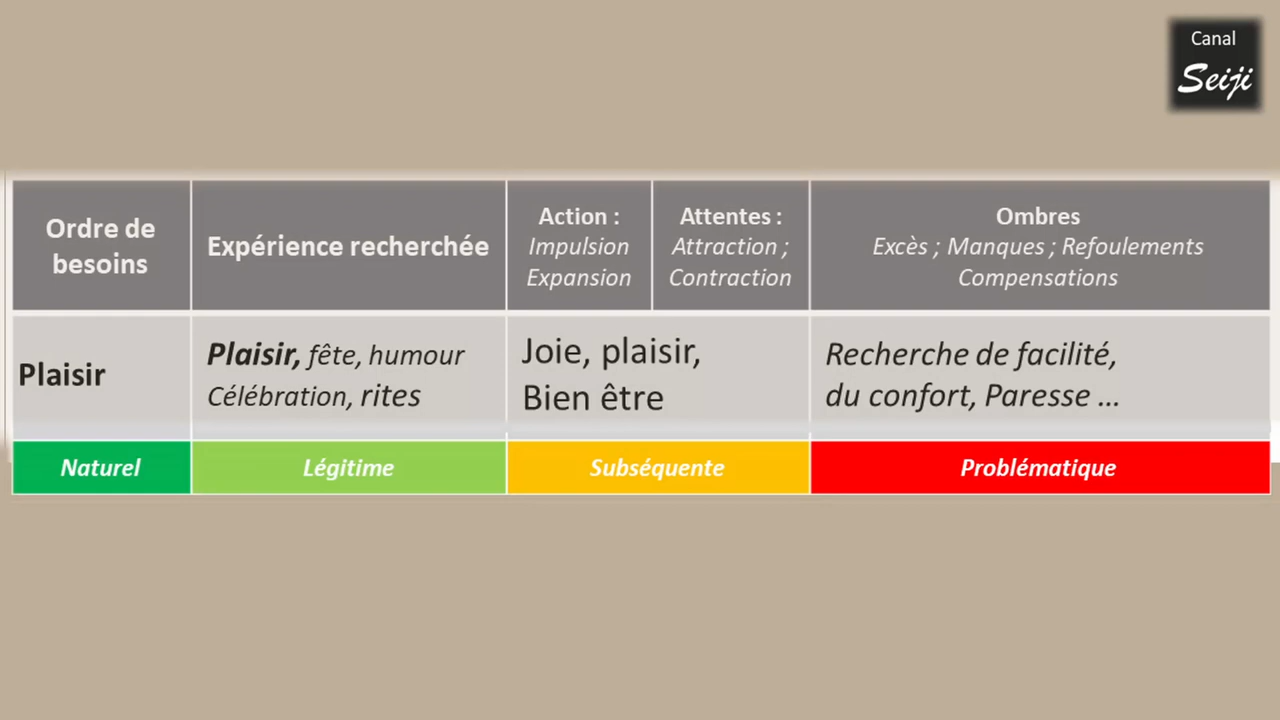 Canal
Seiji
Ordre de
besoins
Expérience recherchée
Action :
Impulsion
Expansion
Attentes :
Attraction ;
Contraction
Ombres
Excès ; Manques ; Refoulements
Compensations
Plaisir
Plaisir, fête, humour
Célébration, rites
Joie, plaisir,
Bien être
Recherche de facilité,
du confort, Paresse ...
Naturel
Légitime
Subséquente
Problématique